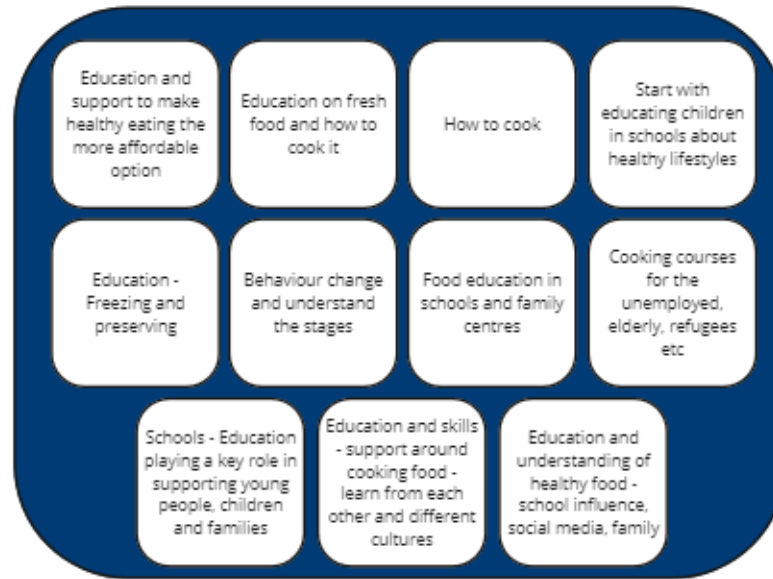 Education and
support to make
healthy eating the
more affordable
option
Education on fresh
food and how to
cook it
How to cook
Start with
educating children
in schools about
healthy lifestyles
Education -
Freezing and
preserving
Behaviour change
and understand
the stages
Food education in
schools and family
centres
Cooking courses
for the
unemployed,
elderly, refugees
etc
Schools - Education
playing a key role in
supporting young
people, children
and families
Education and skills
- support around
cooking food -
learn from each
other and different
cultures
Education and
understanding of
healthy food -
school influence,
social media, family